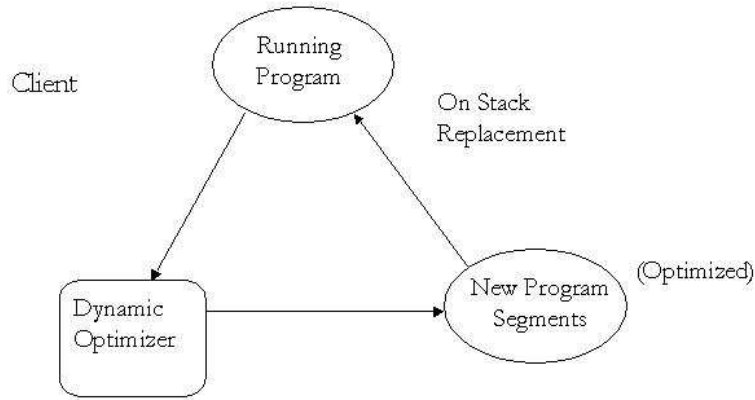 Running
Program
Client
On Stack
Replacement
New Program
Segments
(Optimized)
Dynamic
Optimizer